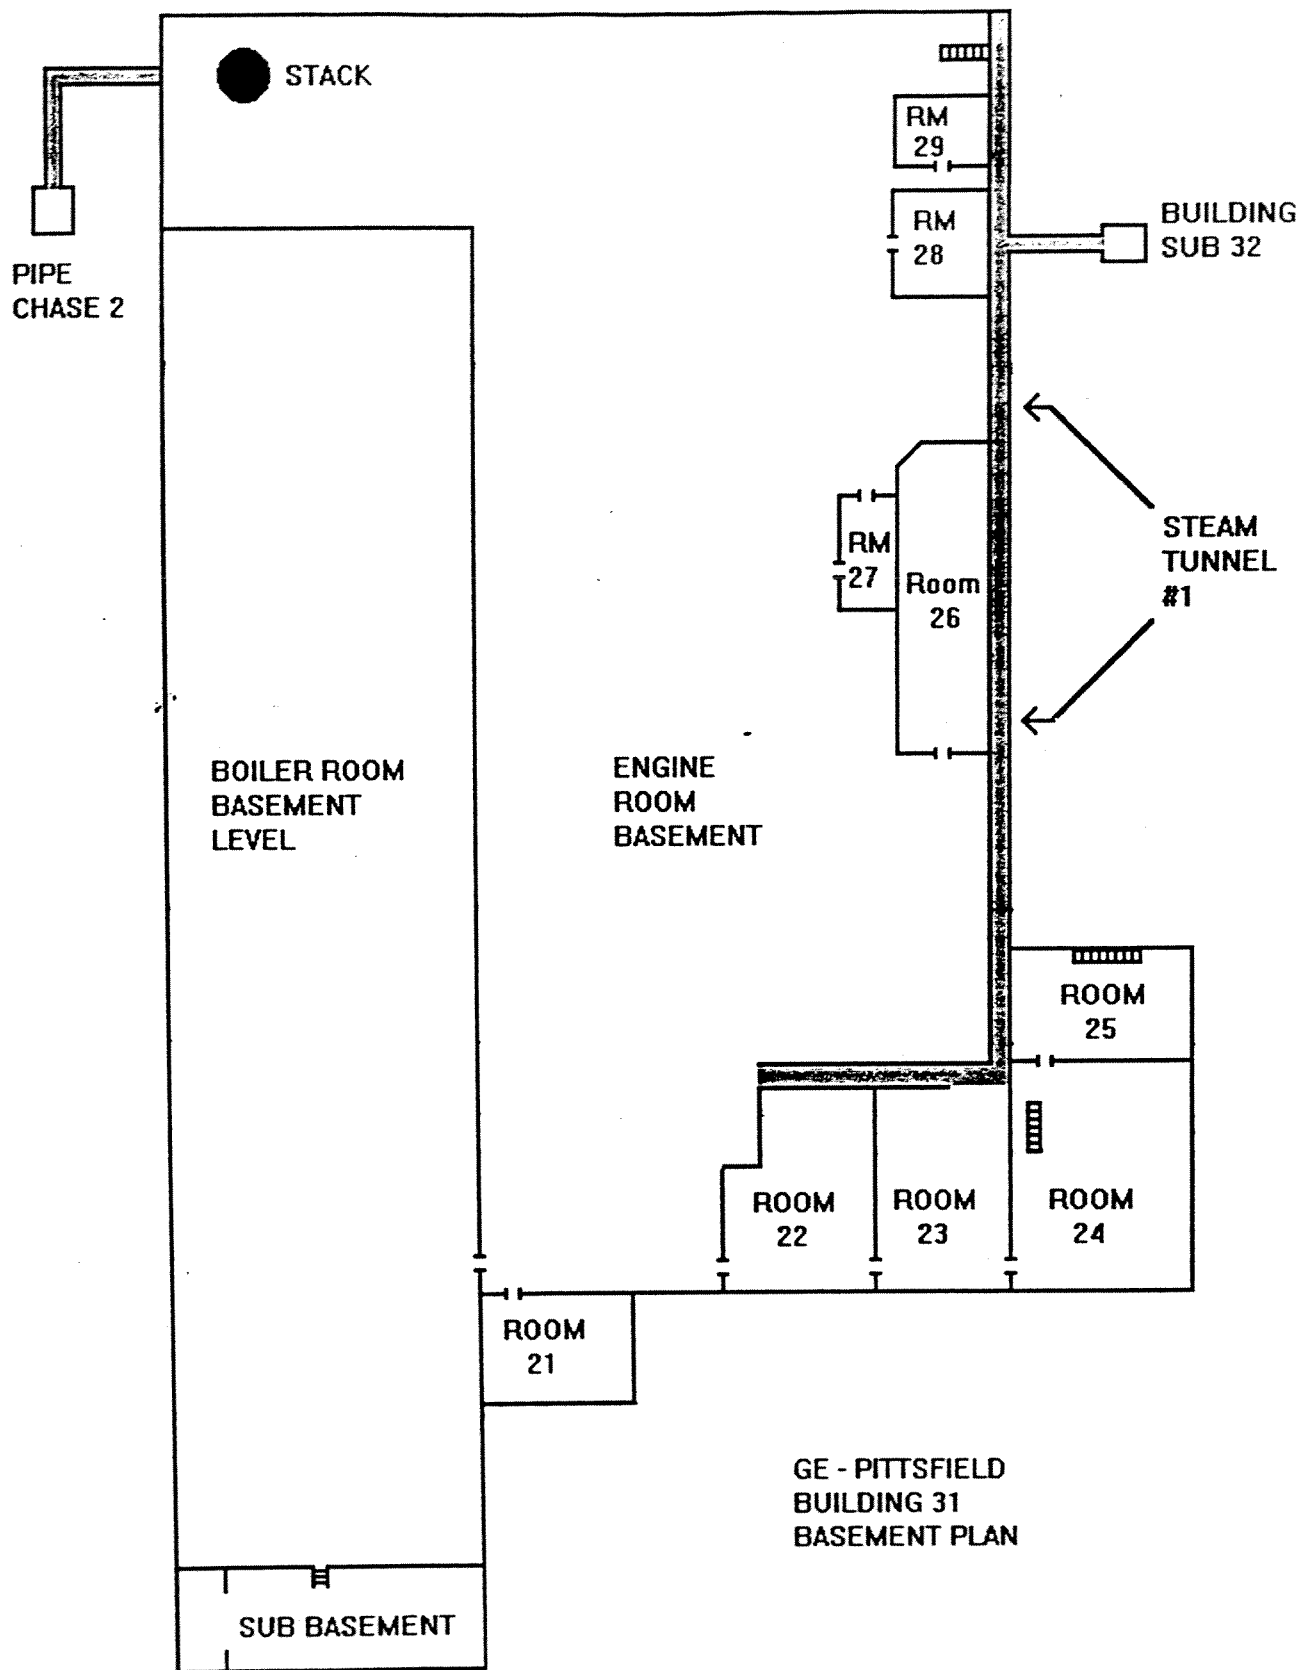 STACK
RM
29
RM
28
BUILDING
SUB 32
PIPE
CHASE 2
STEAM
TUNNEL
#1
RM
27
Room
26
BOILER ROOM
BASEMENT
LEVEL
ENGINE
ROOM
BASEMENT
ROOM
25
ROOM
22
ROOM
23
ROOM
24
ROOM
21
GE - PITTSFIELD
BUILDING 31
BASEMENT PLAN
SUB BASEMENT